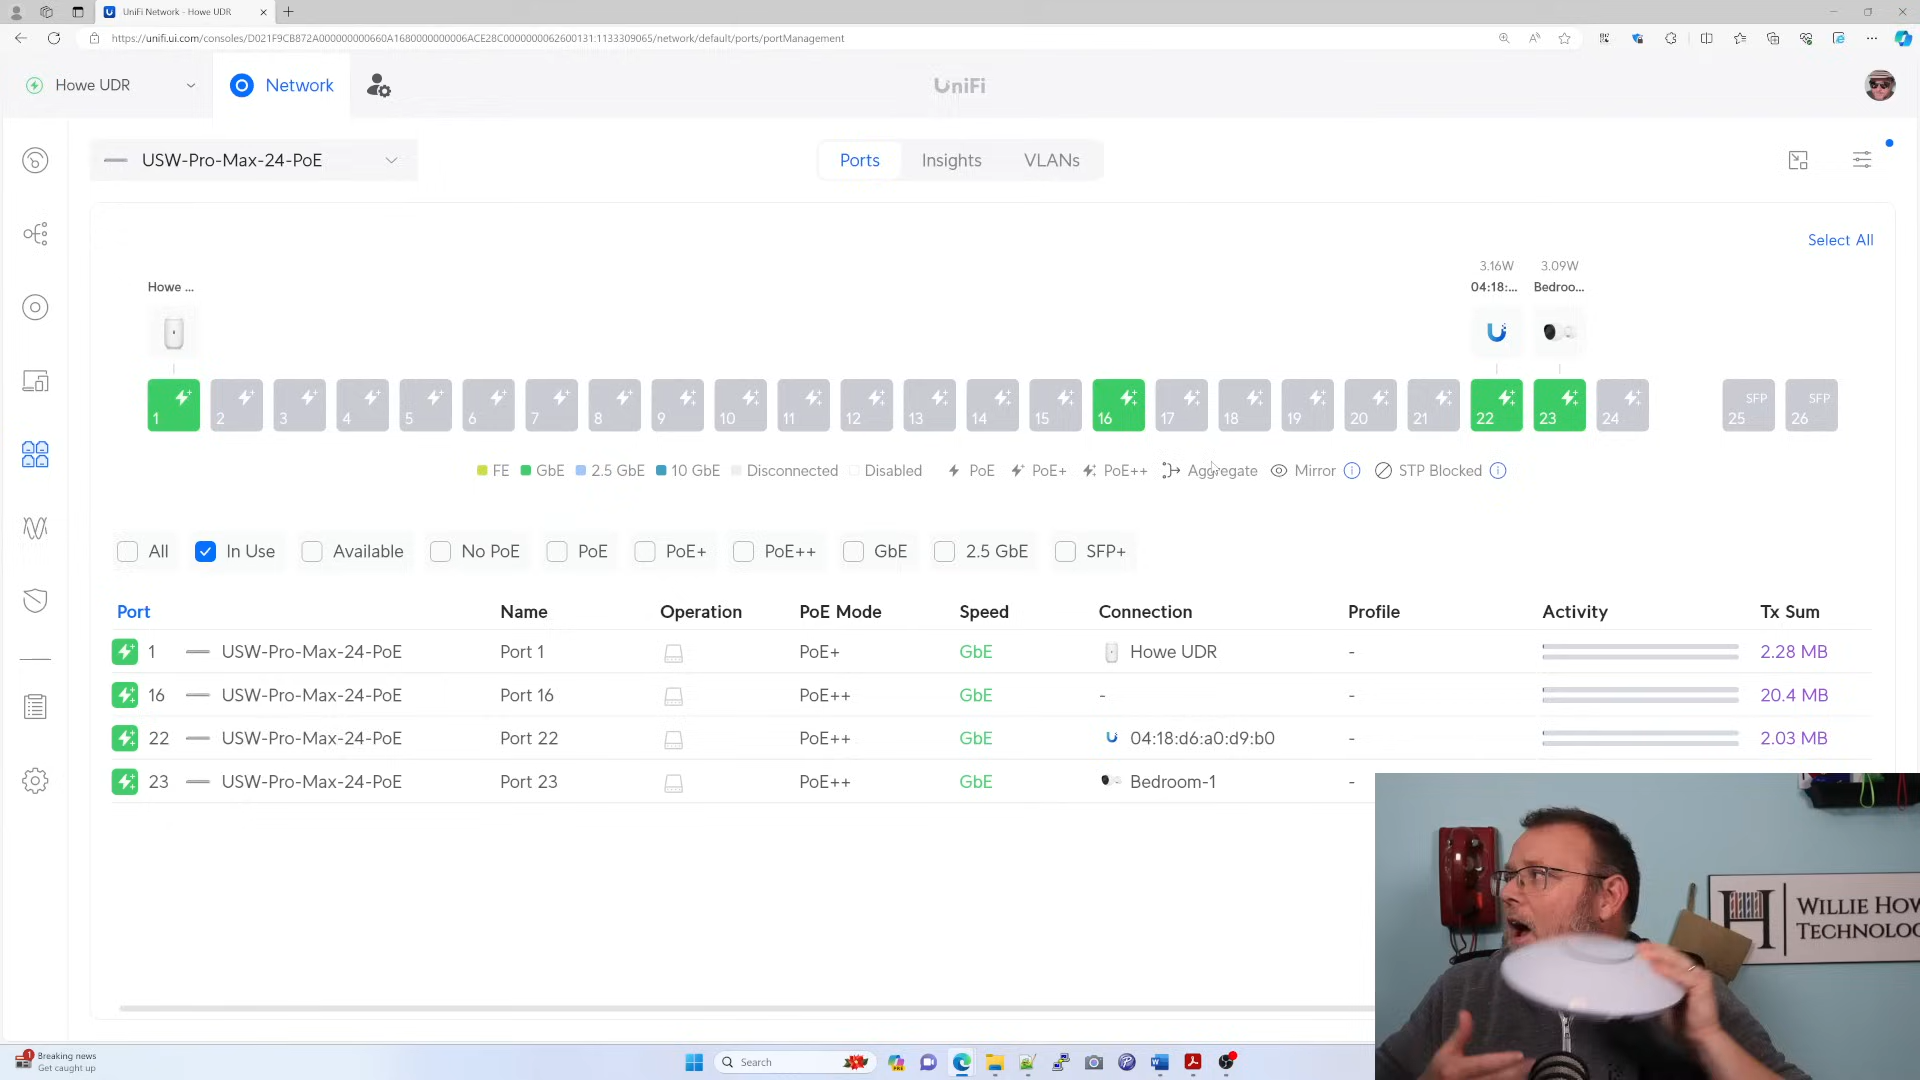 UniFi Network - Howe UDR
https://unifi.ui.com/consoles/D021F9CB872A000000000660A1680000000006ACE28C0000000062600131:1133309065/network/default/ports/portManagement
Howe UDR
Network
UniFi
USW-Pro-Max-24-PoE
Ports
Insights
VLANs
Select All
3.16W
3.09W
Howe ...
04:18:...
Bedroo...
1 2 3 4 5 6 7 8 9 10 11 12 13 14 15 16 17 18 19 20 21 22 23 24 SFP 25 SFP 26
FE GbE 2.5 GbE 10 GbE Disconnected Disabled PoE PoE+ PoE++ Aggregate Mirror STP Blocked
All In Use Available No PoE PoE PoE+ PoE++ GbE 2.5 GbE SFP+
Port Name Operation PoE Mode Speed Connection Profile Activity Tx Sum
1 USW-Pro-Max-24-PoE Port 1 PoE+ GbE Howe UDR - 2.28 MB
16 USW-Pro-Max-24-PoE Port 16 PoE++ GbE - - 20.4 MB
22 USW-Pro-Max-24-PoE Port 22 PoE++ GbE 04:18:d6:a0:d9:b0 - 2.03 MB
23 USW-Pro-Max-24-PoE Port 23 PoE++ GbE Bedroom-1 -
H
WILLIE HOW
TECHNOLOG
1
Breaking news
Get caught up
Search